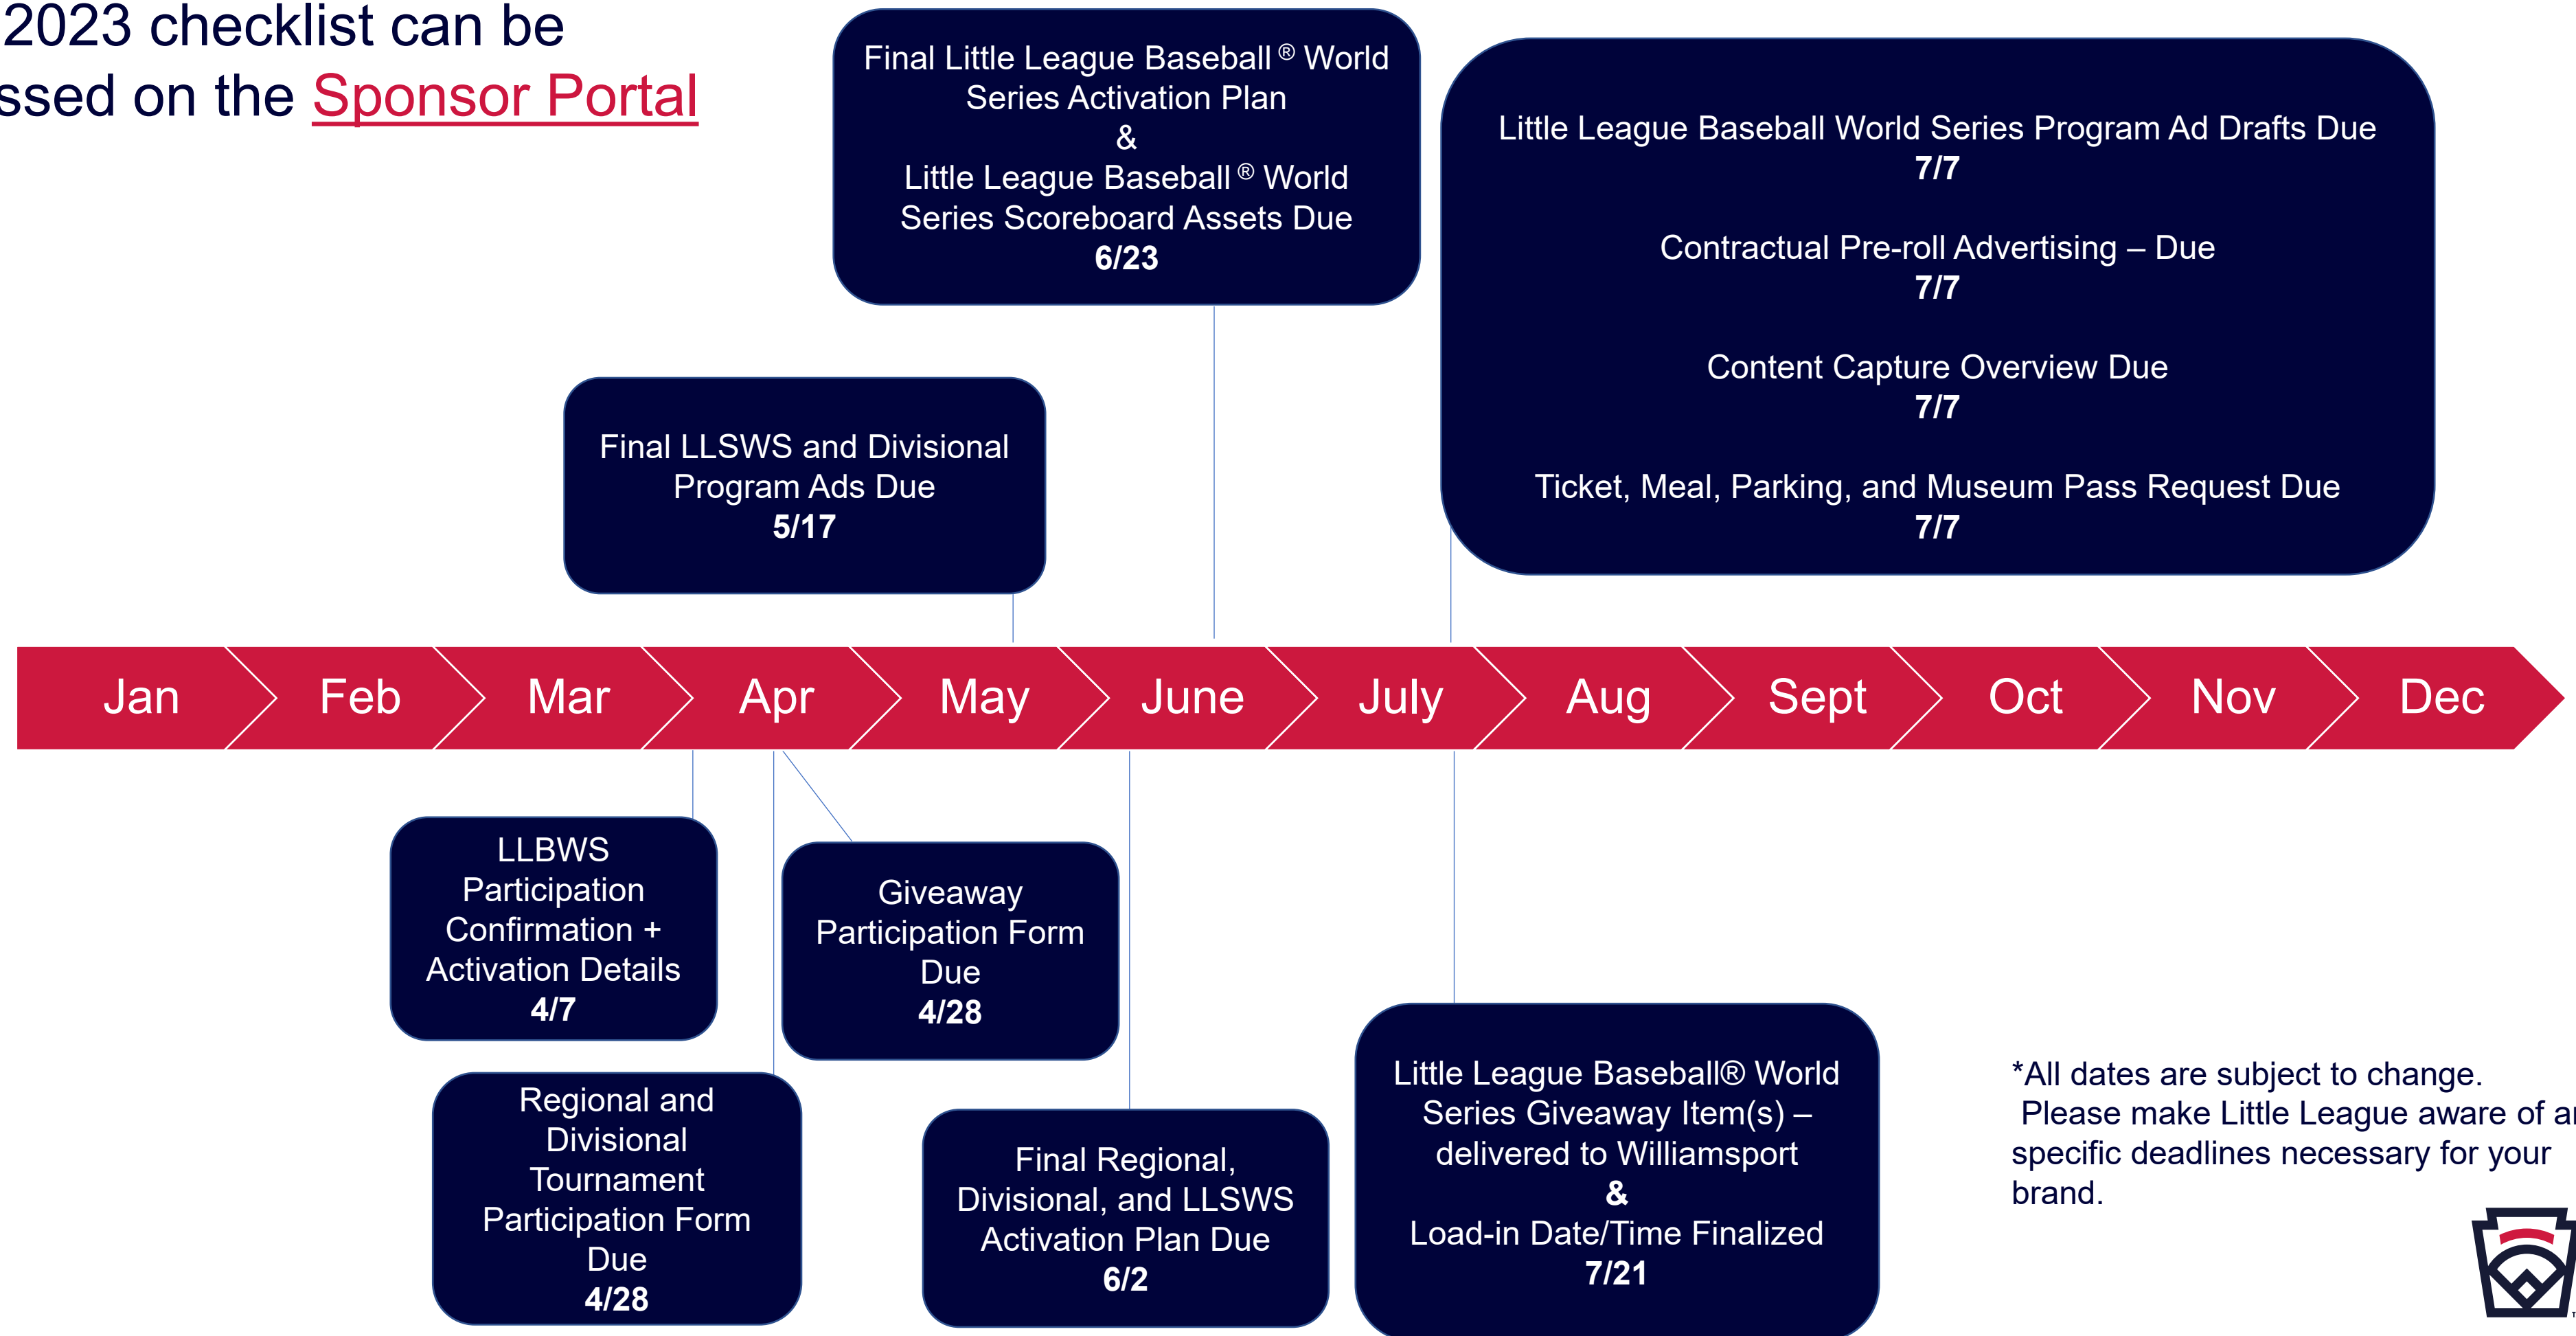 2023 checklist can be
ssed on the Sponsor Portal
Final Little League Baseball ® World
Series Activation Plan
&
Little League Baseball ® World
Series Scoreboard Assets Due
6/23
Little League Baseball World Series Program Ad Drafts Due
7/7
Contractual Pre-roll Advertising – Due
7/7
Content Capture Overview Due
7/7
Ticket, Meal, Parking, and Museum Pass Request Due
7/7
Final LLSWS and Divisional
Program Ads Due
5/17
Jan Feb Mar Apr May June July Aug Sept Oct Nov Dec
LLBWS
Participation
Confirmation +
Activation Details
4/7
Giveaway
Participation Form
Due
4/28
Regional and
Divisional
Tournament
Participation Form
Due
4/28
Final Regional,
Divisional, and LLSWS
Activation Plan Due
6/2
Little League Baseball® World
Series Giveaway Item(s) –
delivered to Williamsport
&
Load-in Date/Time Finalized
7/21
*All dates are subject to change.
Please make Little League aware of
specific deadlines necessary for your
brand.